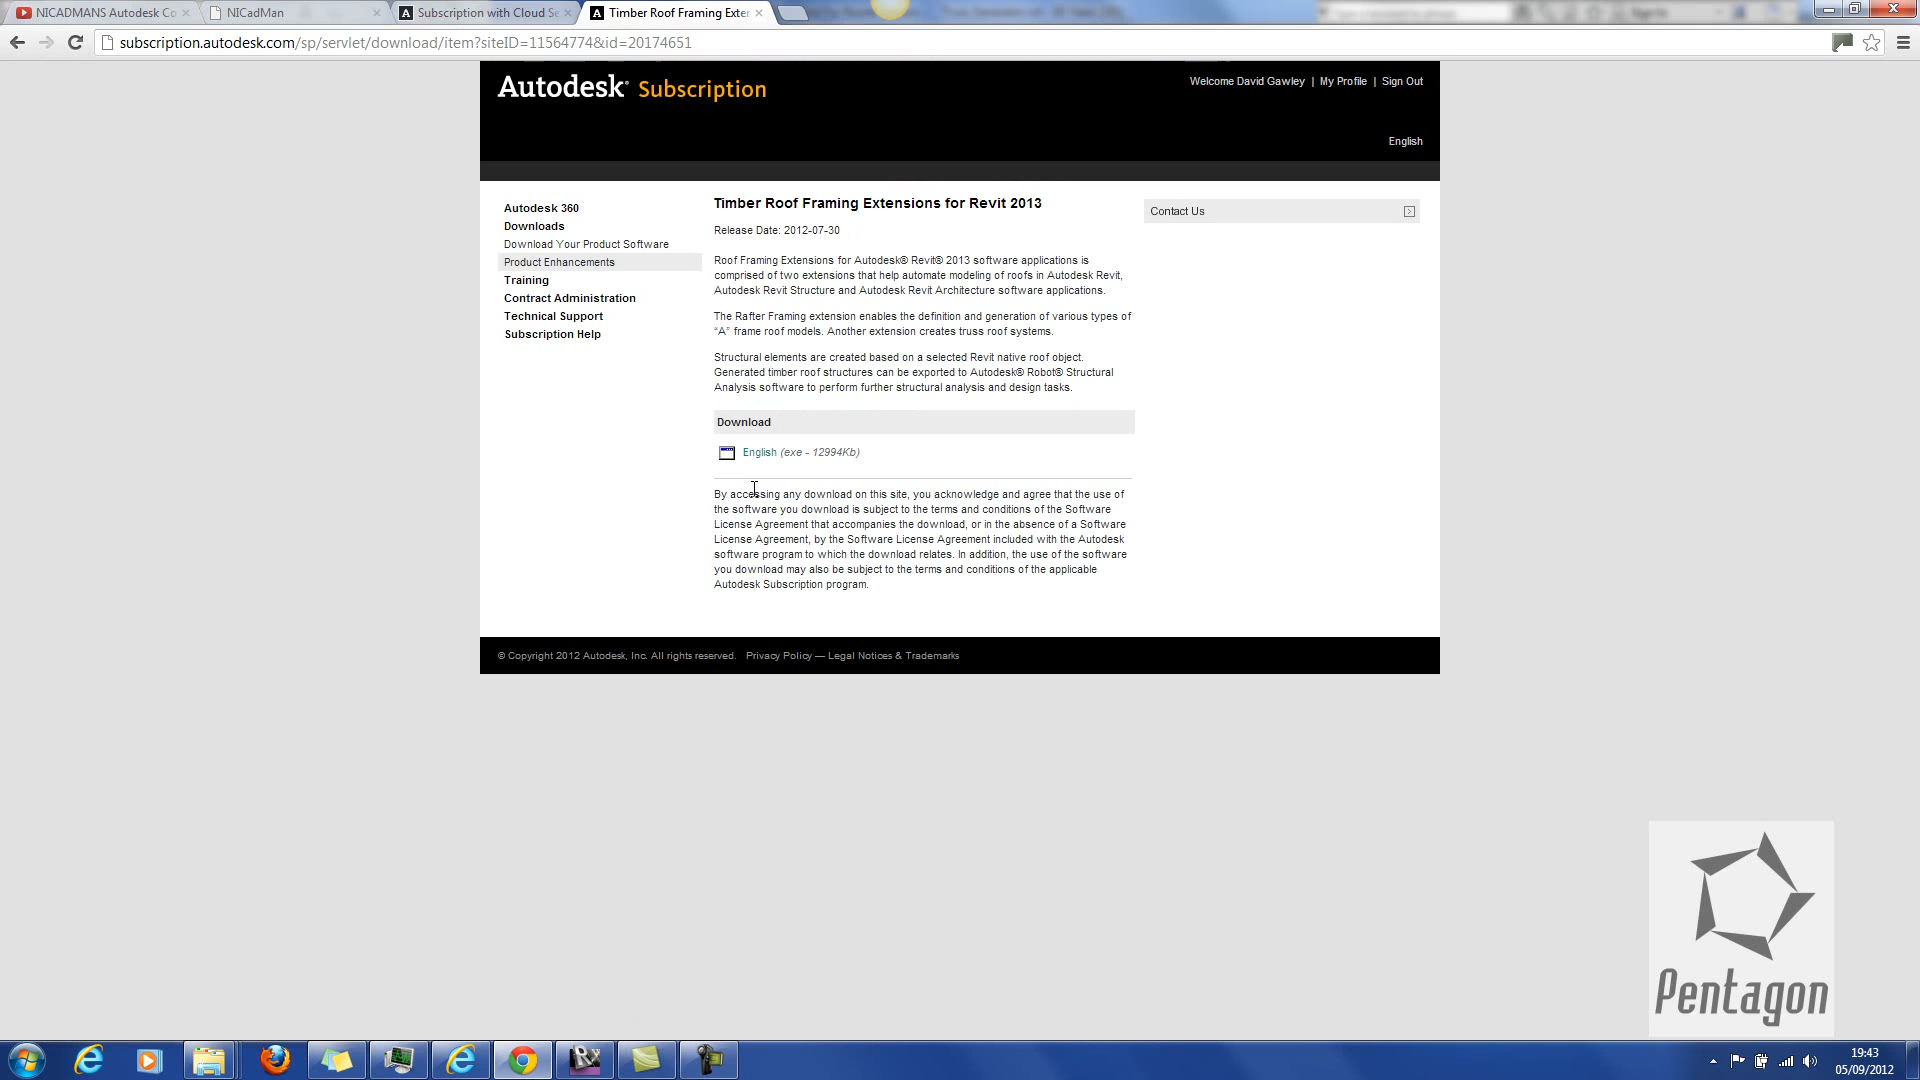 NICADMANS Autodesk Co
NICadMan
Subscription with Cloud Se
Timber Roof Framing Exter
subscription.autodesk.com/sp/servlet/download/item?siteID=11564774&id=20174651
Autodesk® Subscription
Welcome David Gawley | My Profile | Sign Out
English
Autodesk 360
Downloads
Download Your Product Software
Product Enhancements
Training
Contract Administration
Technical Support
Subscription Help
Timber Roof Framing Extensions for Revit 2013
Release Date: 2012-07-30
Roof Framing Extensions for Autodesk® Revit® 2013 software applications is
comprised of two extensions that help automate modeling of roofs in Autodesk Revit,
Autodesk Revit Structure and Autodesk Revit Architecture software applications.
The Rafter Framing extension enables the definition and generation of various types of
“A” frame roof models. Another extension creates truss roof systems.
Structural elements are created based on a selected Revit native roof object.
Generated timber roof structures can be exported to Autodesk® Robot® Structural
Analysis software to perform further structural analysis and design tasks.
Download
English (exe - 12994Kb)
By accessing any download on this site, you acknowledge and agree that the use of
the software you download is subject to the terms and conditions of the Software
License Agreement that accompanies the download, or in the absence of a Software
License Agreement, by the Software License Agreement included with the Autodesk
software program to which the download relates. In addition, the use of the software
you download may also be subject to the terms and conditions of the applicable
Autodesk Subscription program.
Contact Us
© Copyright 2012 Autodesk, Inc. All rights reserved. Privacy Policy — Legal Notices & Trademarks
Pentagon
19:43
05/09/2012